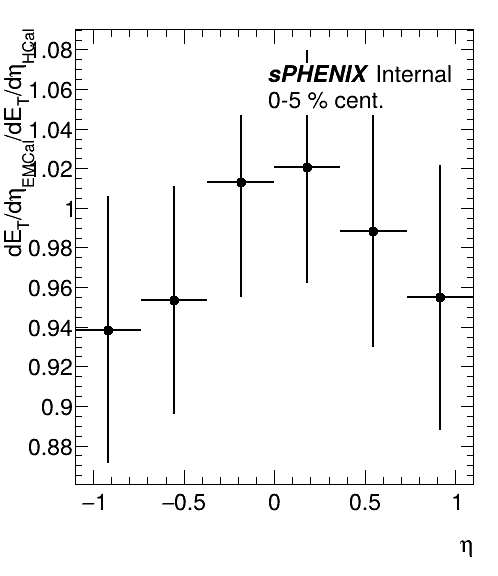 dE_T/dη_EMCal/dE_T/dη_HCal
sPHENIX Internal
0-5 % cent.
1.08
1.06
1.04
1.02
1
0.98
0.96
0.94
0.92
0.9
0.88
−1 −0.5 0 0.5 1
η